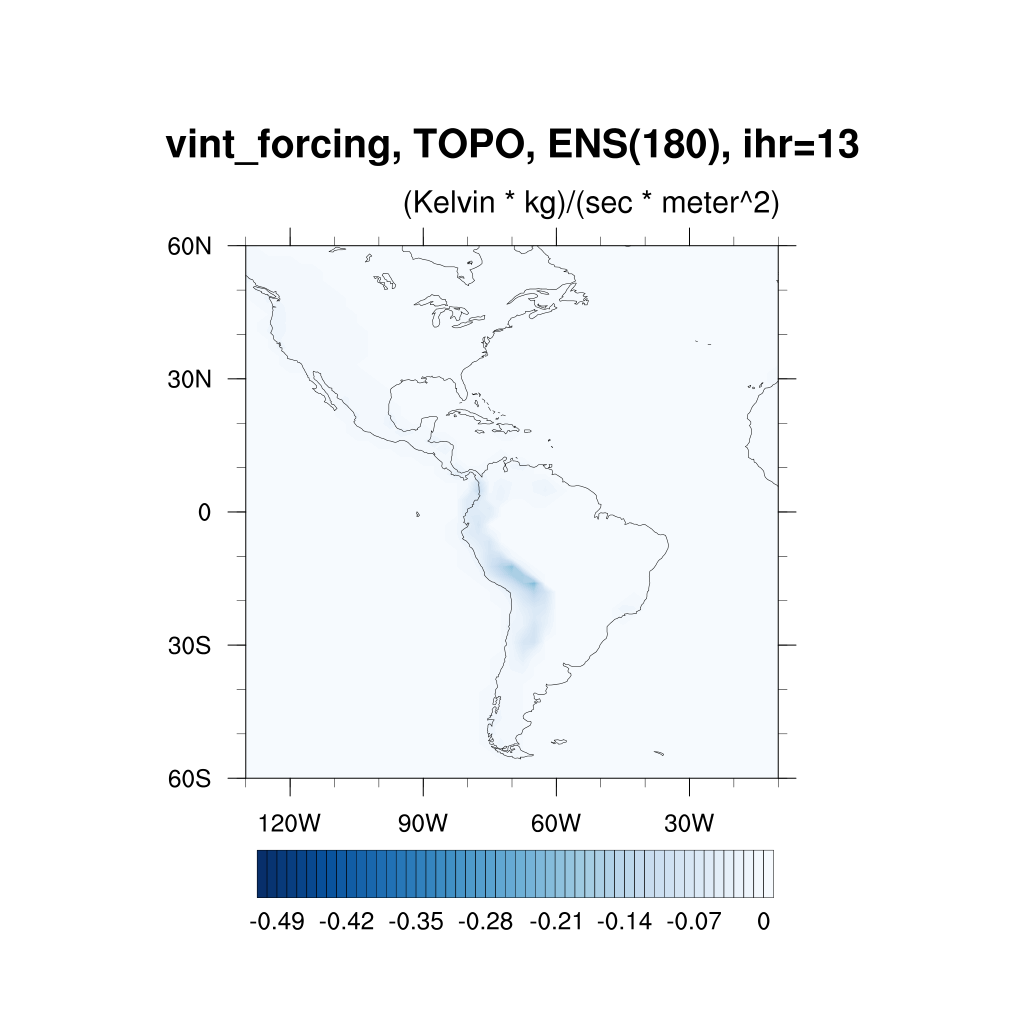 vint_forcing, TOPO, ENS(180), ihr=13
(Kelvin * kg)/(sec * meter^2)
60N
30N
0
30S
60S
120W 90W 60W 30W
-0.49 -0.42 -0.35 -0.28 -0.21 -0.14 -0.07 0